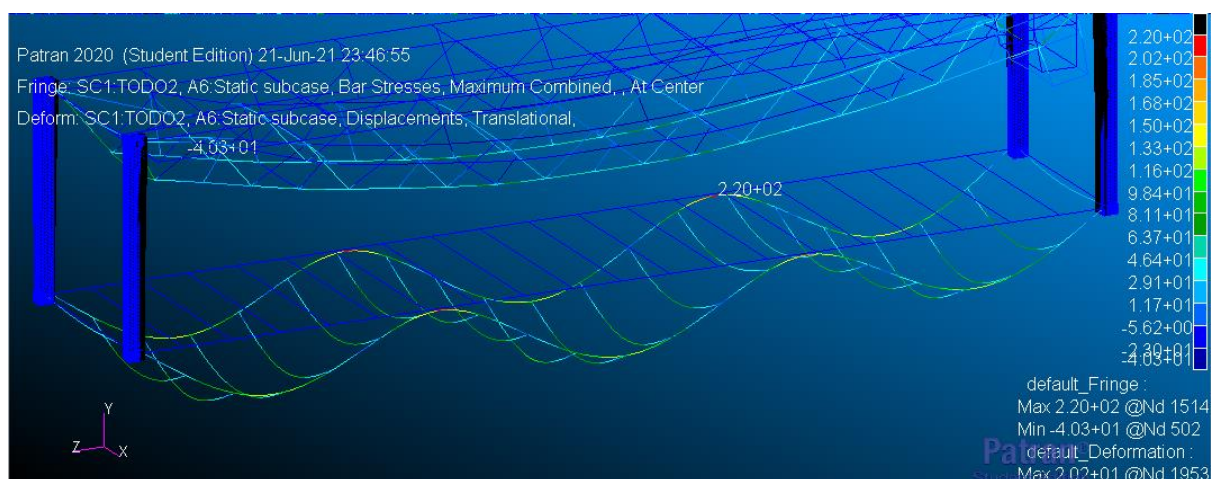 Patran 2020 (Student Edition) 21-Jun-21 23:46:55
Fringe: SC1:TODO2, A6:Static subcase, Bar Stresses, Maximum Combined, , At Center
Deform: SC1:TODO2, A6:Static subcase, Displacements, Translational,
-4.03+01
2.20+02
2.20+02
2.02+02
1.85+02
1.68+02
1.50+02
1.33+02
1.16+02
9.84+01
8.11+01
6.37+01
4.64+01
2.91+01
1.17+01
-5.62+00
-2.30+01
-4.03+01
Y
Z
X
default_Fringe :
Max 2.20+02 @Nd 1514
Min -4.03+01 @Nd 502
Patran
default_Deformation :
Max 2.02+01 @Nd 1953